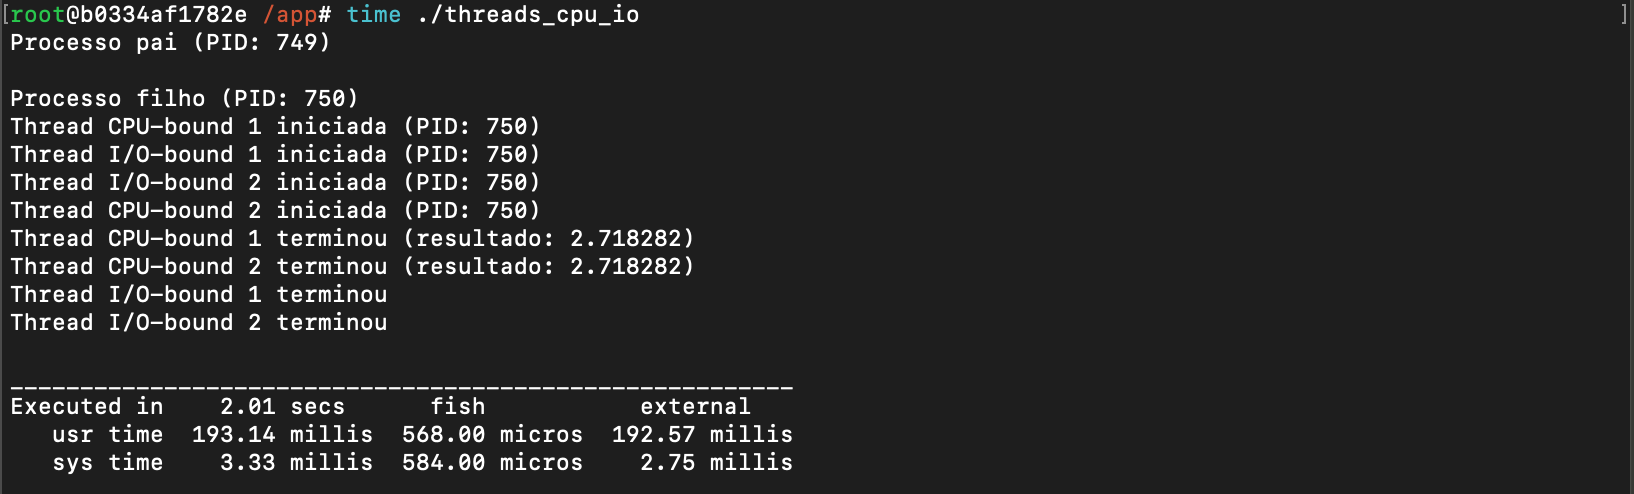 [root@b0334af1782e /app# time ./threads_cpu_io ]
Processo pai (PID: 749)
Processo filho (PID: 750)
Thread CPU-bound 1 iniciada (PID: 750)
Thread I/O-bound 1 iniciada (PID: 750)
Thread I/O-bound 2 iniciada (PID: 750)
Thread CPU-bound 2 iniciada (PID: 750)
Thread CPU-bound 1 terminou (resultado: 2.718282)
Thread CPU-bound 2 terminou (resultado: 2.718282)
Thread I/O-bound 1 terminou
Thread I/O-bound 2 terminou
________________________________________________________
Executed in    2.01 secs      fish           external
   usr time  193.14 millis  568.00 micros  192.57 millis
   sys time    3.33 millis  584.00 micros    2.75 millis